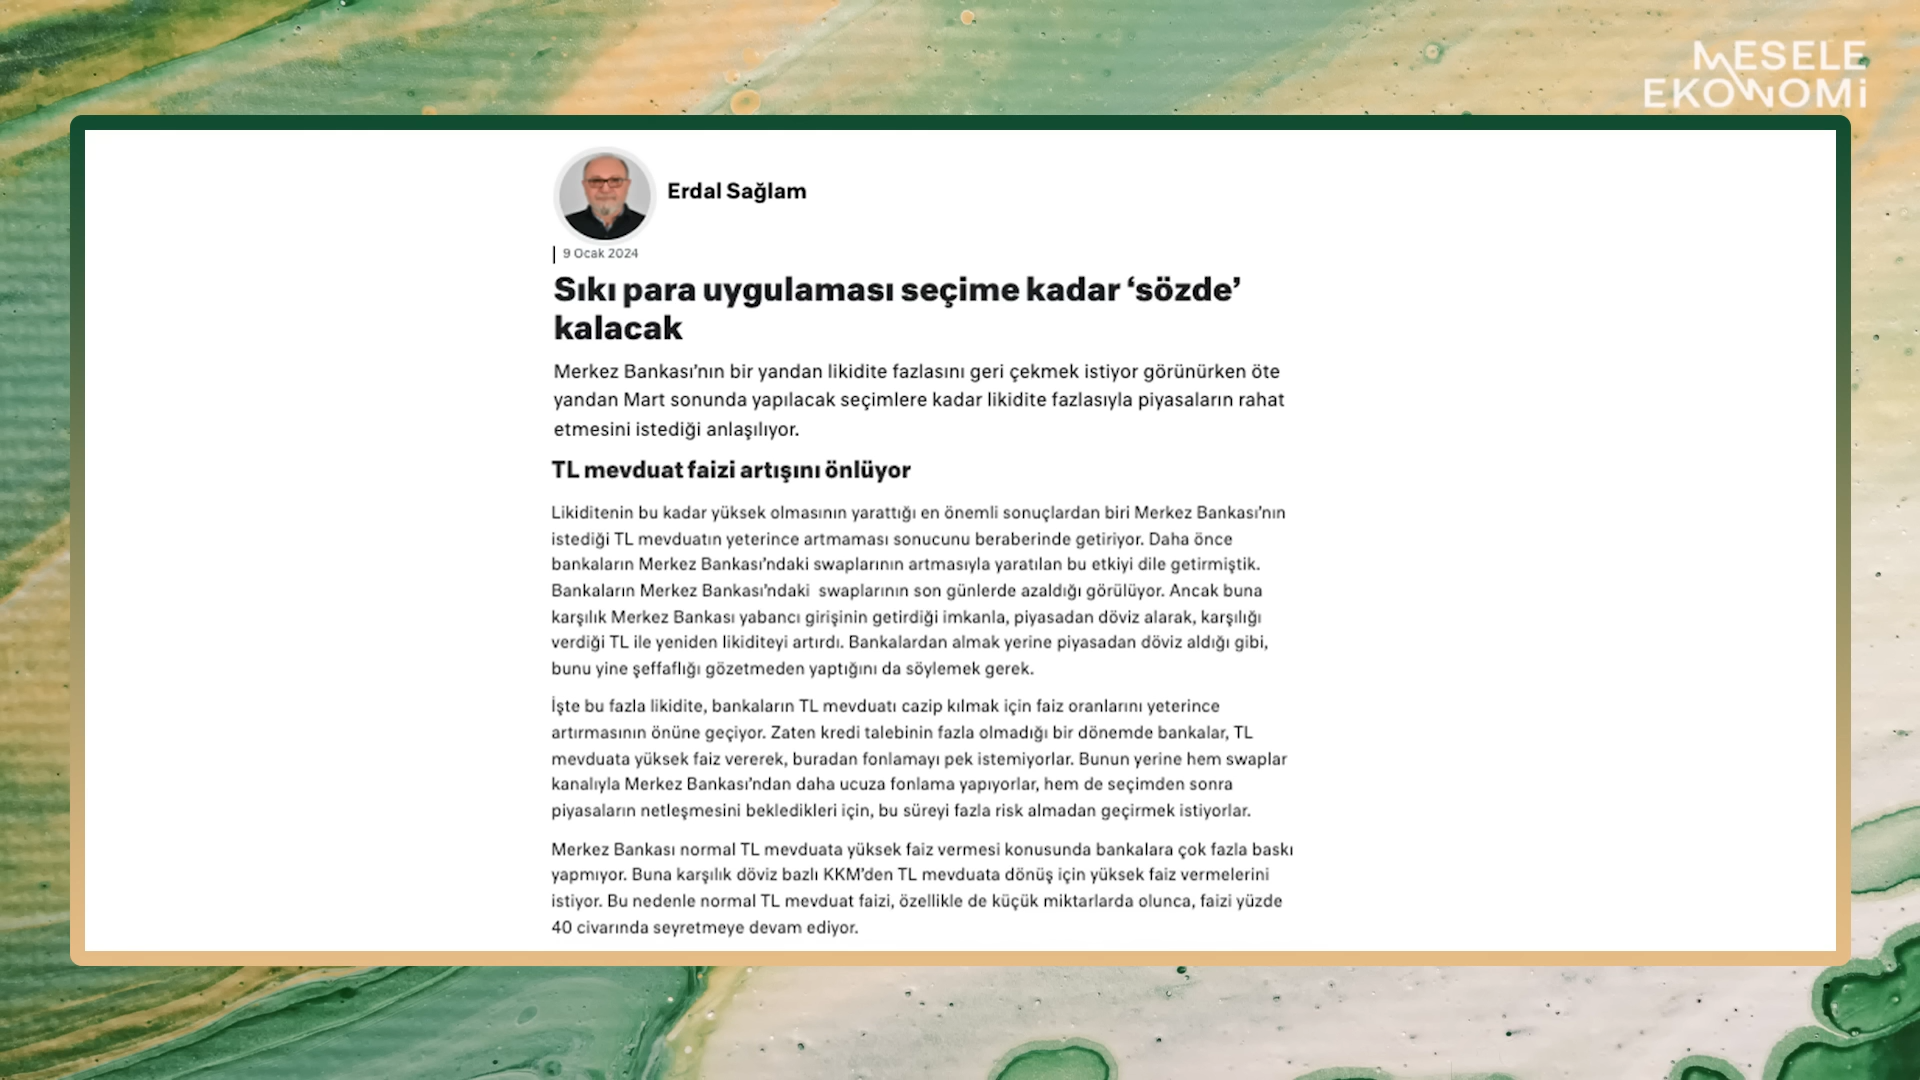 MESELE
EKONOMi
Erdal Sağlam
9 Ocak 2024
Sıkı para uygulaması seçime kadar ‘sözde’
kalacak
Merkez Bankası’nın bir yandan likidite fazlasını geri çekmek istiyor görünürken öte
yandan Mart sonunda yapılacak seçimlere kadar likidite fazlasıyla piyasaların rahat
etmesini istediği anlaşılıyor.
TL mevduat faizi artışını önlüyor
Likiditenin bu kadar yüksek olmasının yarattığı en önemli sonuçlardan biri Merkez Bankası’nın
istediği TL mevduatın yeterince artmaması sonucunu beraberinde getiriyor. Daha önce
bankaların Merkez Bankası’ndaki swaplarının artmasıyla yaratılan bu etkiyi dile getirmiştik.
Bankaların Merkez Bankası’ndaki swaplarının son günlerde azaldığı görülüyor. Ancak buna
karşılık Merkez Bankası yabancı girişinin getirdiği imkanla, piyasadan döviz alarak, karşılığı
verdiği TL ile yeniden likiditeyi artırdı. Bankalardan almak yerine piyasadan döviz aldığı gibi,
bunu yine şeffaflığı gözetmeden yaptığını da söylemek gerek.
İşte bu fazla likidite, bankaların TL mevduatı cazip kılmak için faiz oranlarını yeterince
artırmasının önüne geçiyor. Zaten kredi talebinin fazla olmadığı bir dönemde bankalar, TL
mevduata yüksek faiz vererek, buradan fonlamayı pek istemiyorlar. Bunun yerine hem swaplar
kanalıyla Merkez Bankası’ndan daha ucuza fonlama yapıyorlar, hem de seçimden sonra
piyasaların netleşmesini bekledikleri için, bu süreyi fazla risk almadan geçirmek istiyorlar.
Merkez Bankası normal TL mevduata yüksek faiz vermesi konusunda bankalara çok fazla baskı
yapmıyor. Buna karşılık döviz bazlı KKM’den TL mevduata dönüş için yüksek faiz vermelerini
istiyor. Bu nedenle normal TL mevduat faizi, özellikle de küçük miktarlarda olunca, faizi yüzde
40 civarında seyretmeye devam ediyor.